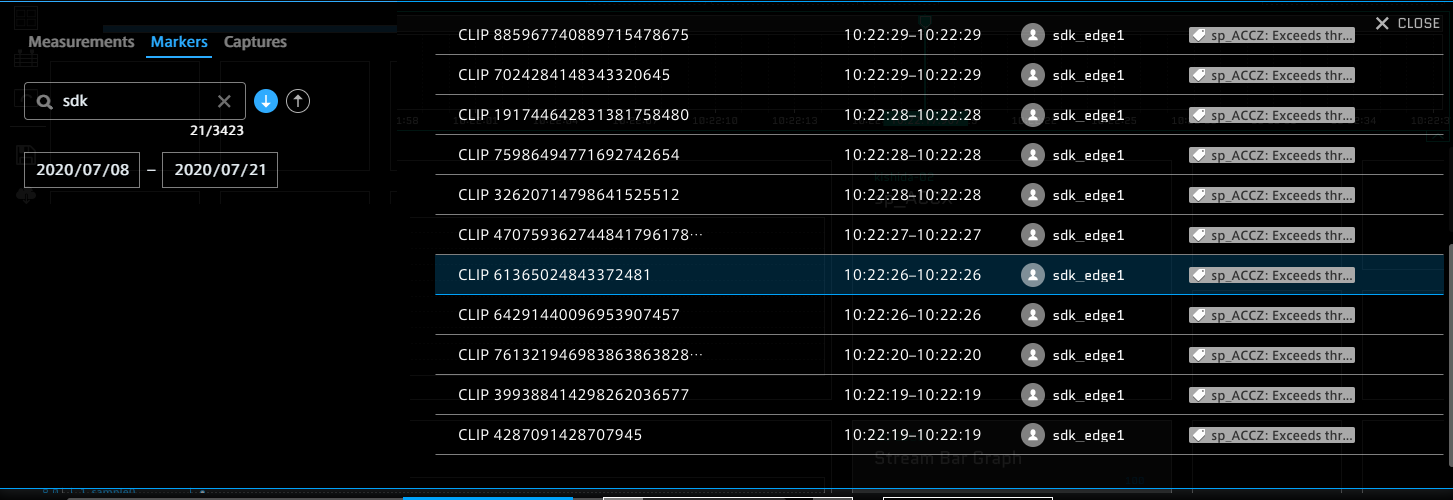 Measurements Markers Captures
sdk
21/3423
2020/07/08 – 2020/07/21
CLOSE
CLIP 885967740889715478675 10:22:29–10:22:29 sdk_edge1 sp_ACCZ: Exceeds thr...
CLIP 7024284148343320645 10:22:29–10:22:29 sdk_edge1 sp_ACCZ: Exceeds thr...
CLIP 191744642831381758480 10:22:28–10:22:28 sdk_edge1 sp_ACCZ: Exceeds thr...
CLIP 75986494771692742654 10:22:28–10:22:28 sdk_edge1 sp_ACCZ: Exceeds thr...
CLIP 32620714798641525512 10:22:28–10:22:28 sdk_edge1 sp_ACCZ: Exceeds thr...
CLIP 470759362744841796178··· 10:22:27–10:22:27 sdk_edge1 sp_ACCZ: Exceeds thr...
CLIP 61365024843372481 10:22:26–10:22:26 sdk_edge1 sp_ACCZ: Exceeds thr...
CLIP 64291440096953907457 10:22:26–10:22:26 sdk_edge1 sp_ACCZ: Exceeds thr...
CLIP 761321946983863863828··· 10:22:20–10:22:20 sdk_edge1 sp_ACCZ: Exceeds thr...
CLIP 399388414298262036577 10:22:19–10:22:19 sdk_edge1 sp_ACCZ: Exceeds thr...
CLIP 4287091428707945 10:22:19–10:22:19 sdk_edge1 sp_ACCZ: Exceeds thr...
Stream Bar Graph